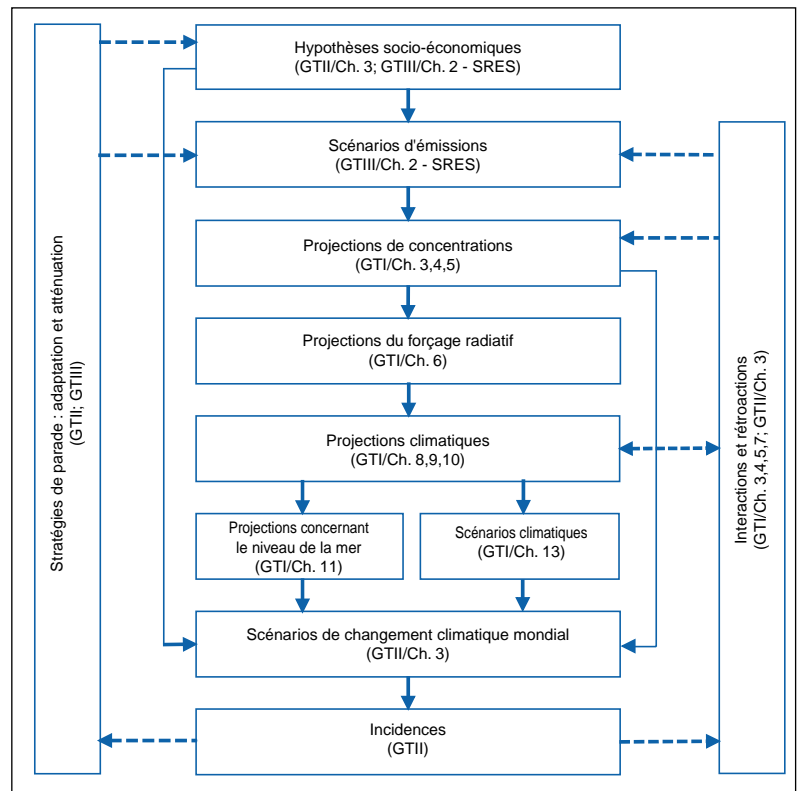 Hypothèses socio-économiques
(GTII/Ch. 3; GTIII/Ch. 2 - SRES)
Scénarios d'émissions
(GTIII/Ch. 2 - SRES)
Projections de concentrations
(GTI/Ch. 3,4,5)
Projections du forçage radiatif
(GTI/Ch. 6)
Projections climatiques
(GTI/Ch. 8,9,10)
Projections concernant
le niveau de la mer
(GTI/Ch. 11)
Scénarios climatiques
(GTI/Ch. 13)
Scénarios de changement climatique mondial
(GTII/Ch. 3)
Incidences
(GTII)
Stratégies de parade : adaptation et atténuation
(GTII; GTIII)
Interactions et rétroactions
(GTI/Ch. 3,4,5,7; GTII/Ch. 3)